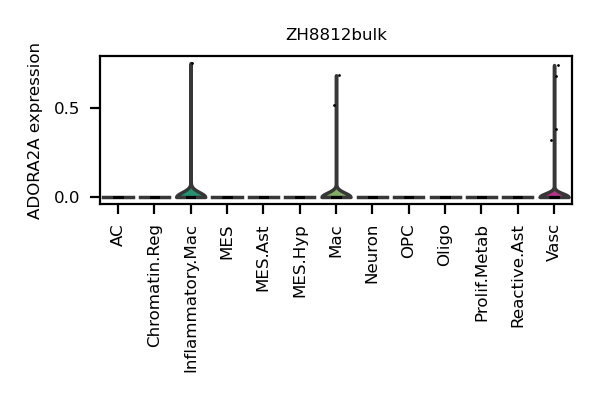 ZH8812bulk
ADORA2A expression
0.5
0.0
AC
Chromatin.Reg
Inflammatory.Mac
MES
MES.Ast
MES.Hyp
Mac
Neuron
OPC
Oligo
Prolif.Metab
Reactive.Ast
Vasc